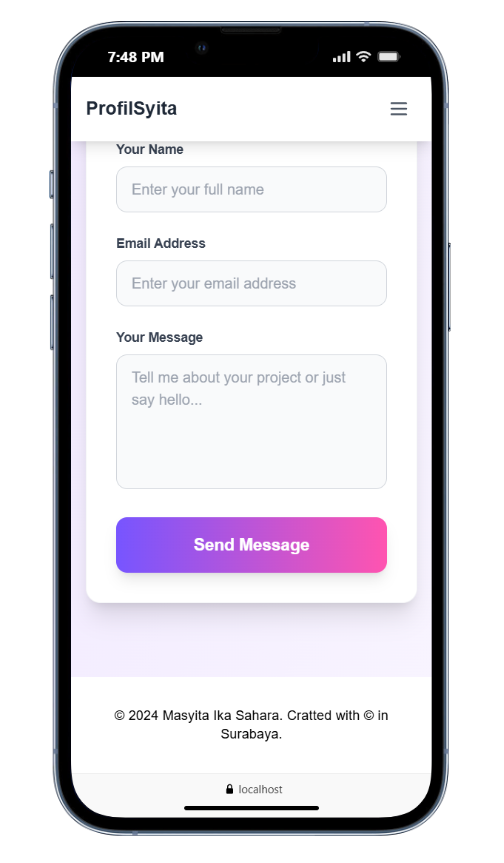 7:48 PM
ProfilSyita
Your Name
Enter your full name
Email Address
Enter your email address
Your Message
Tell me about your project or just
say hello...
Send Message
© 2024 Masyita Ika Sahara. Cratted with © in
Surabaya.
localhost